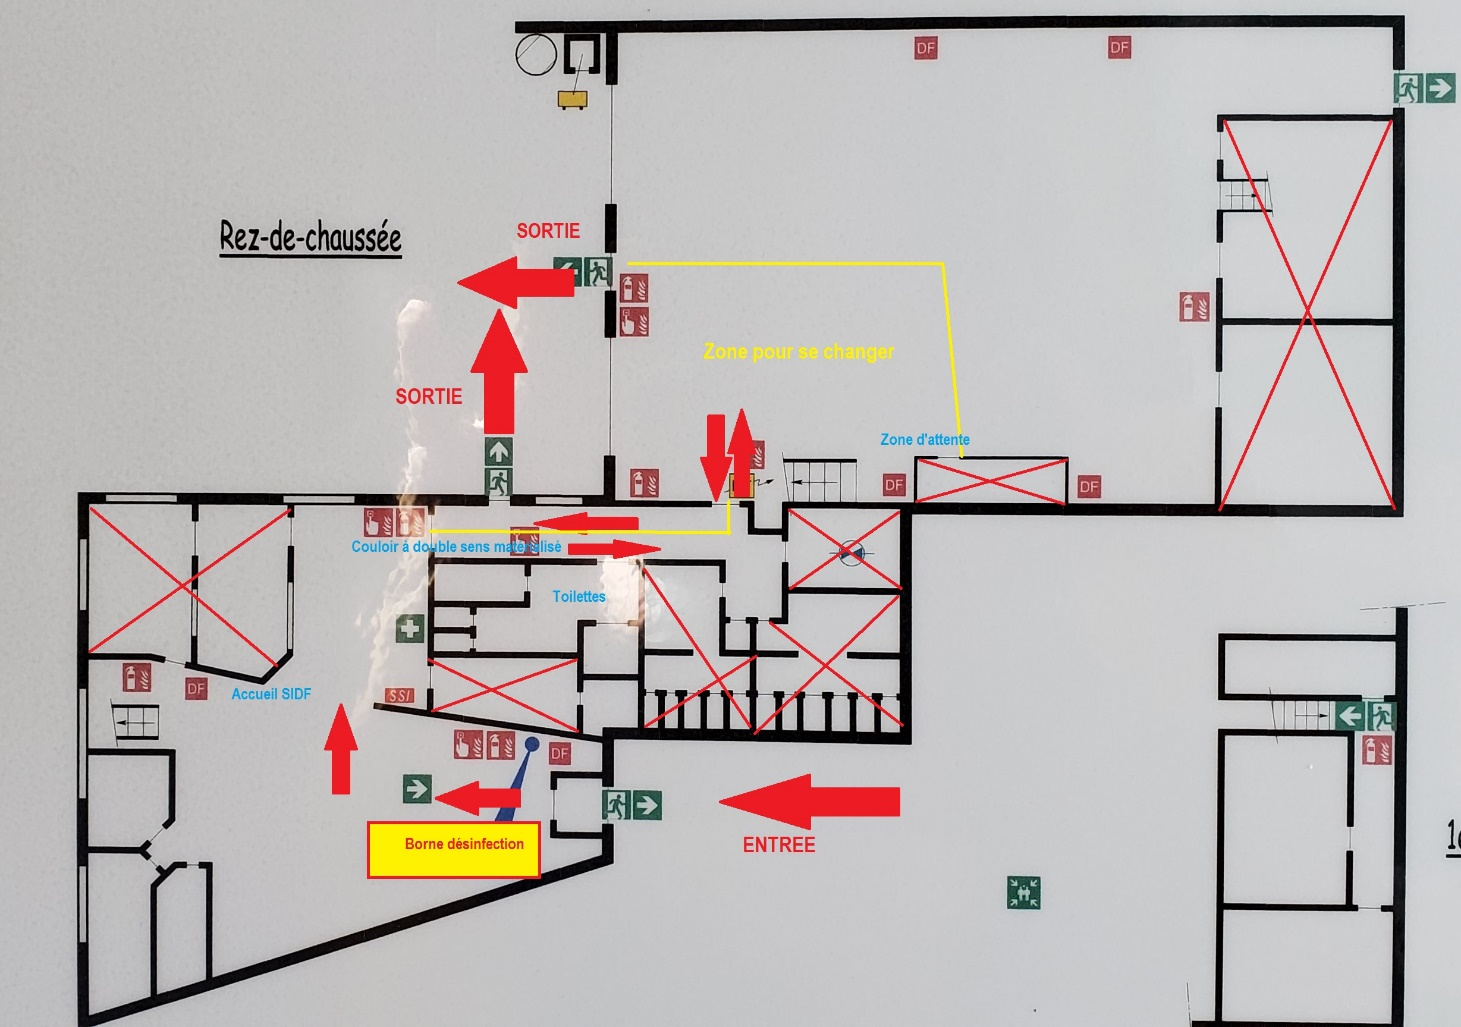 DF
DF
Rez-de-chaussée
SORTIE
Zone pour se changer
SORTIE
Zone d'attente
DF
DF
Couloir á double sens materialisé
Toilettes
DF
Accueil SIDF
SSI
DF
Borne désinfection
ENTREE